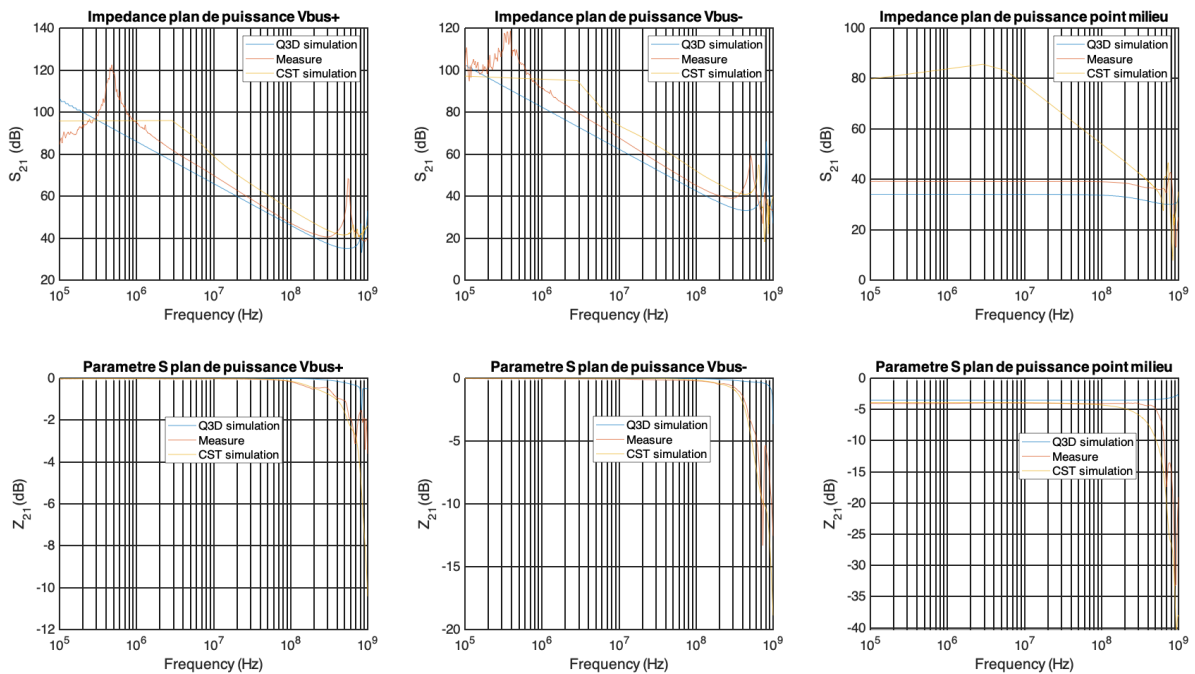 Impedance plan de puissance Vbus+
140
120
100
80
60
40
20
S21 (dB)
Q3D simulation
Measure
CST simulation
10^5 10^6 10^7 10^8 10^9
Frequency (Hz)
Impedance plan de puissance Vbus-
120
100
80
60
40
20
0
S21 (dB)
Q3D simulation
Measure
CST simulation
10^5 10^6 10^7 10^8 10^9
Frequency (Hz)
Impedance plan de puissance point milieu
100
80
60
40
20
0
S21 (dB)
Q3D simulation
Measure
CST simulation
10^5 10^6 10^7 10^8 10^9
Frequency (Hz)
Parametre S plan de puissance Vbus+
0
-2
-4
-6
-8
-10
-12
Z21 (dB)
Q3D simulation
Measure
CST simulation
10^5 10^6 10^7 10^8 10^9
Frequency (Hz)
Parametre S plan de puissance Vbus-
0
-5
-10
-15
-20
Z21 (dB)
Q3D simulation
Measure
CST simulation
10^5 10^6 10^7 10^8 10^9
Frequency (Hz)
Parametre S plan de puissance point milieu
0
-5
-10
-15
-20
-25
-30
-35
-40
Z21 (dB)
Q3D simulation
Measure
CST simulation
10^5 10^6 10^7 10^8 10^9
Frequency (Hz)